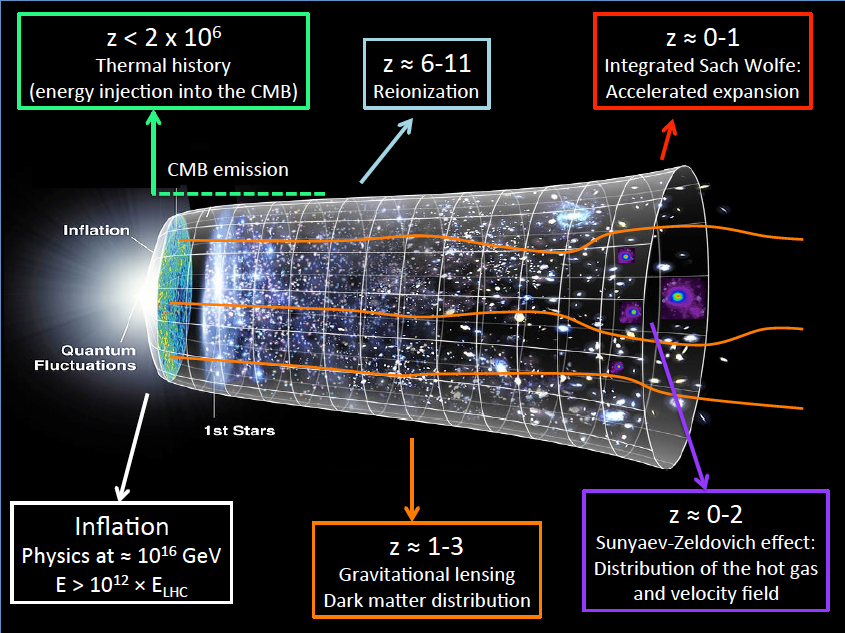 z < 2 x 10⁶
Thermal history
(energy injection into the CMB)
z ≈ 6-11
Reionization
z ≈ 0-1
Integrated Sach Wolfe:
Accelerated expansion
CMB emission
Inflation
Quantum
Fluctuations
1st Stars
Inflation
Physics at ≈ 10¹⁶ GeV
E > 10¹² × E_LHC
z ≈ 1-3
Gravitational lensing
Dark matter distribution
z ≈ 0-2
Sunyaev-Zeldovich effect:
Distribution of the hot gas
and velocity field